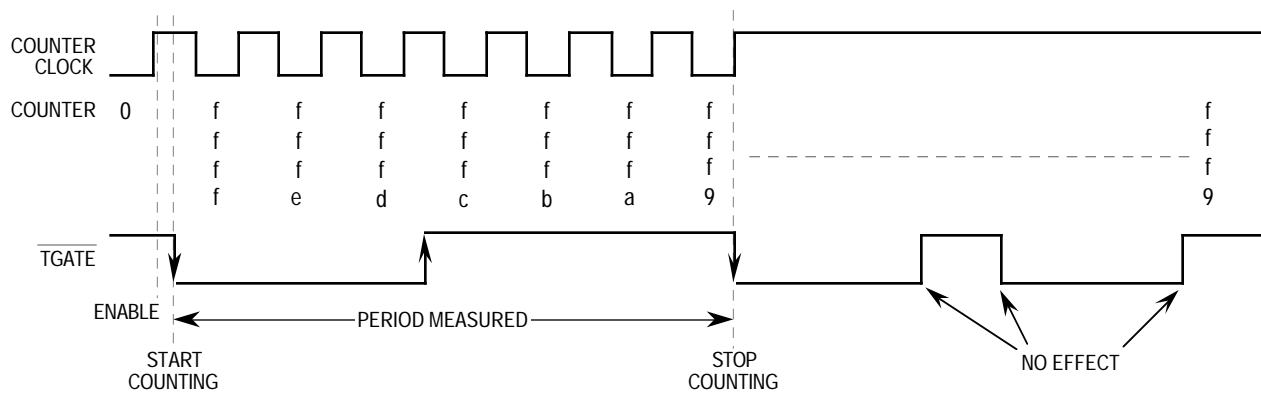 COUNTER
CLOCK
COUNTER 0 f f f f f f f f
f f f f f f f f
f f f f f f f f
f e d c b a 9 9
TGATE
ENABLE
PERIOD MEASURED
START
COUNTING
STOP
COUNTING
NO EFFECT